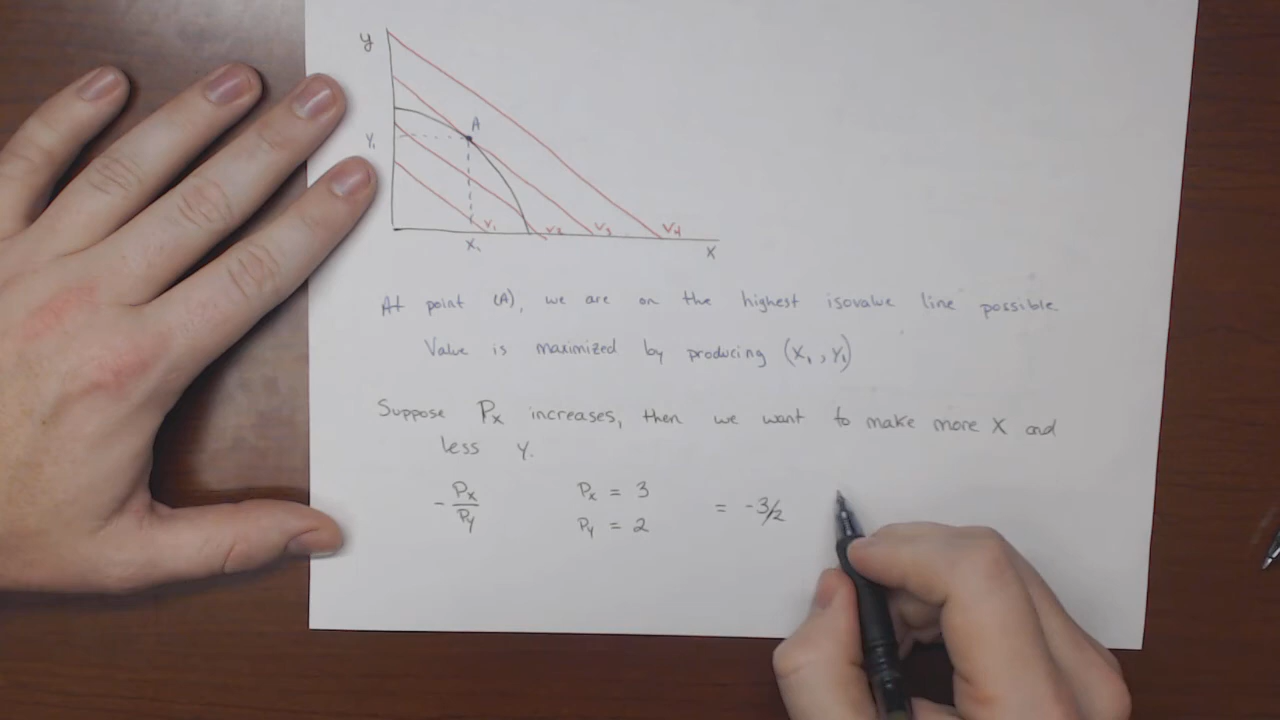 y
A
Y₁
V₁ V₂ V₃ V₄
X₁
X
At point (A), we are on the highest isovalue line possible
Value is maximized by producing (X₁, Y₁)
Suppose Px increases, then we want to make more X and
less Y.
- Px/Py Px = 3 = -3/2
Py = 2